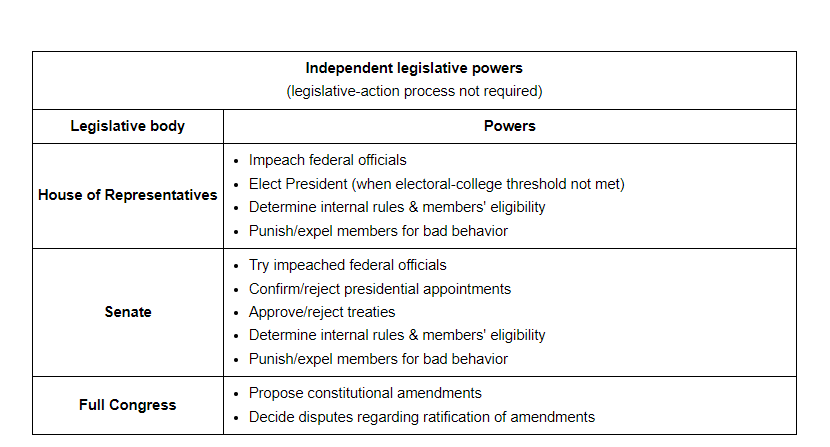 Independent legislative powers
(legislative-action process not required)
Legislative body
Powers
House of Representatives
• Impeach federal officials
• Elect President (when electoral-college threshold not met)
• Determine internal rules & members' eligibility
• Punish/expel members for bad behavior
Senate
• Try impeached federal officials
• Confirm/reject presidential appointments
• Approve/reject treaties
• Determine internal rules & members' eligibility
• Punish/expel members for bad behavior
Full Congress
• Propose constitutional amendments
• Decide disputes regarding ratification of amendments